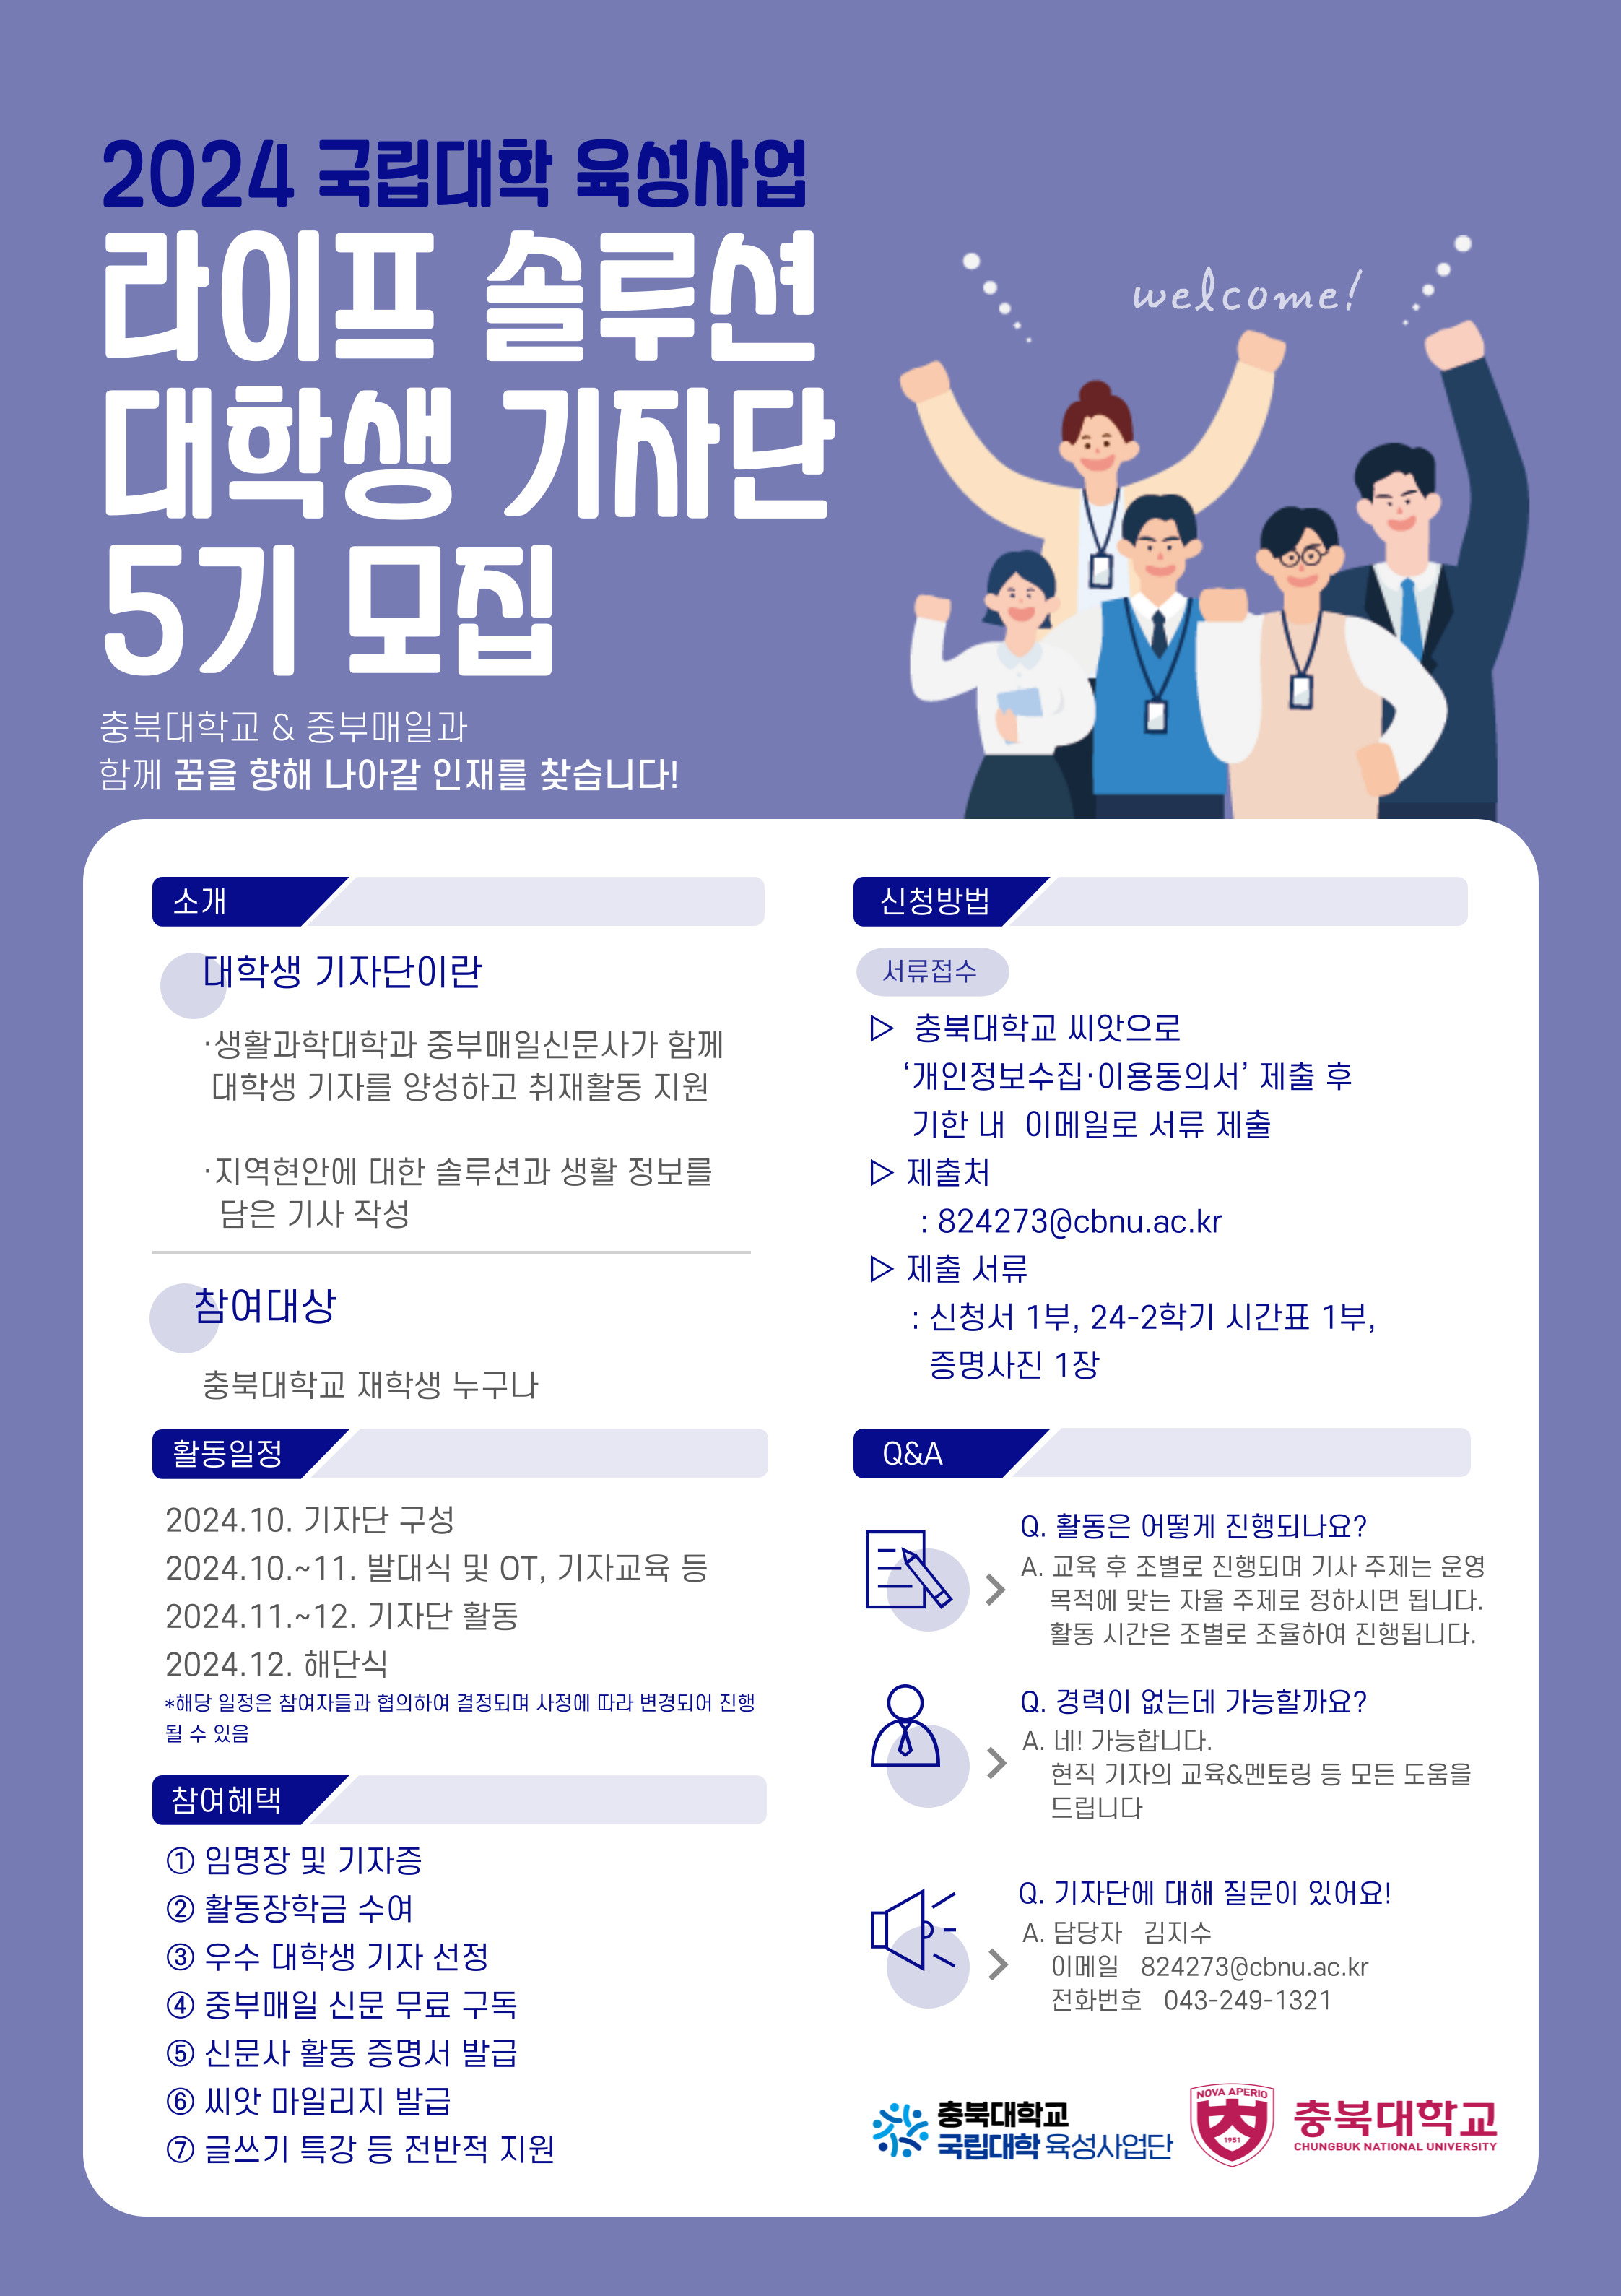 2024 국립대학 육성사업
라이프 솔루션
대학생 기자단
5기 모집
충북대학교 & 중부매일과
함께 꿈을 향해 나아갈 인재를 찾습니다!
welcome!
소개
대학생 기자단이란
·생활과학대학과 중부매일신문사가 함께
대학생 기자를 양성하고 취재활동 지원
·지역현안에 대한 솔루션과 생활 정보를
담은 기사 작성
참여대상
충북대학교 재학생 누구나
활동일정
2024.10. 기자단 구성
2024.10.~11. 발대식 및 OT, 기자교육 등
2024.11.~12. 기자단 활동
2024.12. 해단식
*해당 일정은 참여자들과 협의하여 결정되며 사정에 따라 변경되어 진행
될 수 있음
참여혜택
① 임명장 및 기자증
② 활동장학금 수여
③ 우수 대학생 기자 선정
④ 중부매일 신문 무료 구독
⑤ 신문사 활동 증명서 발급
⑥ 씨앗 마일리지 발급
⑦ 글쓰기 특강 등 전반적 지원
신청방법
서류접수
▷ 충북대학교 씨앗으로
‘개인정보수집·이용동의서’ 제출 후
기한 내 이메일로 서류 제출
▷ 제출처
: 824273@cbnu.ac.kr
▷ 제출 서류
: 신청서 1부, 24-2학기 시간표 1부,
증명사진 1장
Q&A
Q. 활동은 어떻게 진행되나요?
A. 교육 후 조별로 진행되며 기사 주제는 운영
목적에 맞는 자율 주제로 정하시면 됩니다.
활동 시간은 조별로 조율하여 진행됩니다.
Q. 경력이 없는데 가능할까요?
A. 네! 가능합니다.
현직 기자의 교육&멘토링 등 모든 도움을
드립니다
Q. 기자단에 대해 질문이 있어요!
A. 담당자 김지수
이메일 824273@cbnu.ac.kr
전화번호 043-249-1321
충북대학교
국립대학 육성사업단
NOVA APERIO
1951
충북대학교
CHUNGBUK NATIONAL UNIVERSITY